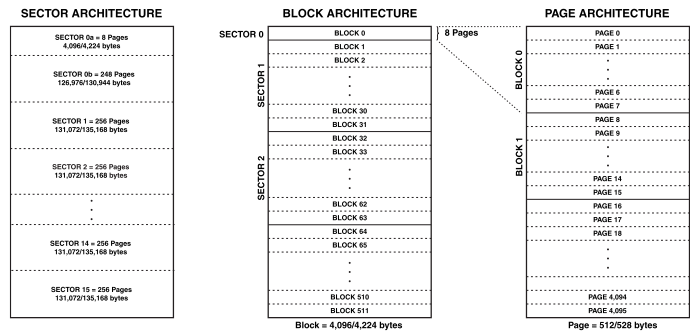 SECTOR ARCHITECTURE
SECTOR 0a = 8 Pages
4,096/4,224 bytes
SECTOR 0b = 248 Pages
126,976/130,944 bytes
SECTOR 1 = 256 Pages
131,072/135,168 bytes
SECTOR 2 = 256 Pages
131,072/135,168 bytes
SECTOR 14 = 256 Pages
131,072/135,168 bytes
SECTOR 15 = 256 Pages
131,072/135,168 bytes
BLOCK ARCHITECTURE
SECTOR 0
SECTOR 1
SECTOR 2
BLOCK 0
BLOCK 1
BLOCK 2
BLOCK 30
BLOCK 31
BLOCK 32
BLOCK 33
BLOCK 62
BLOCK 63
BLOCK 64
BLOCK 65
BLOCK 510
BLOCK 511
Block = 4,096/4,224 bytes
8 Pages
PAGE ARCHITECTURE
BLOCK 0
BLOCK 1
PAGE 0
PAGE 1
PAGE 6
PAGE 7
PAGE 8
PAGE 9
PAGE 14
PAGE 15
PAGE 16
PAGE 17
PAGE 18
PAGE 4,094
PAGE 4,095
Page = 512/528 bytes